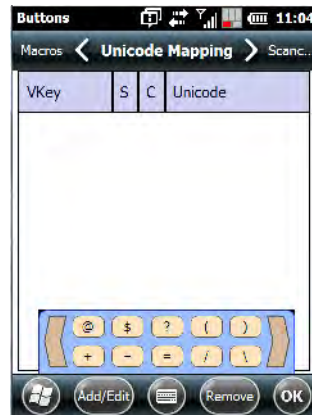 Buttons 11:04
Macros Unicode Mapping Scanc..
VKey S C Unicode
@ $ ? ( )
+ - = / \
Add/Edit Remove OK